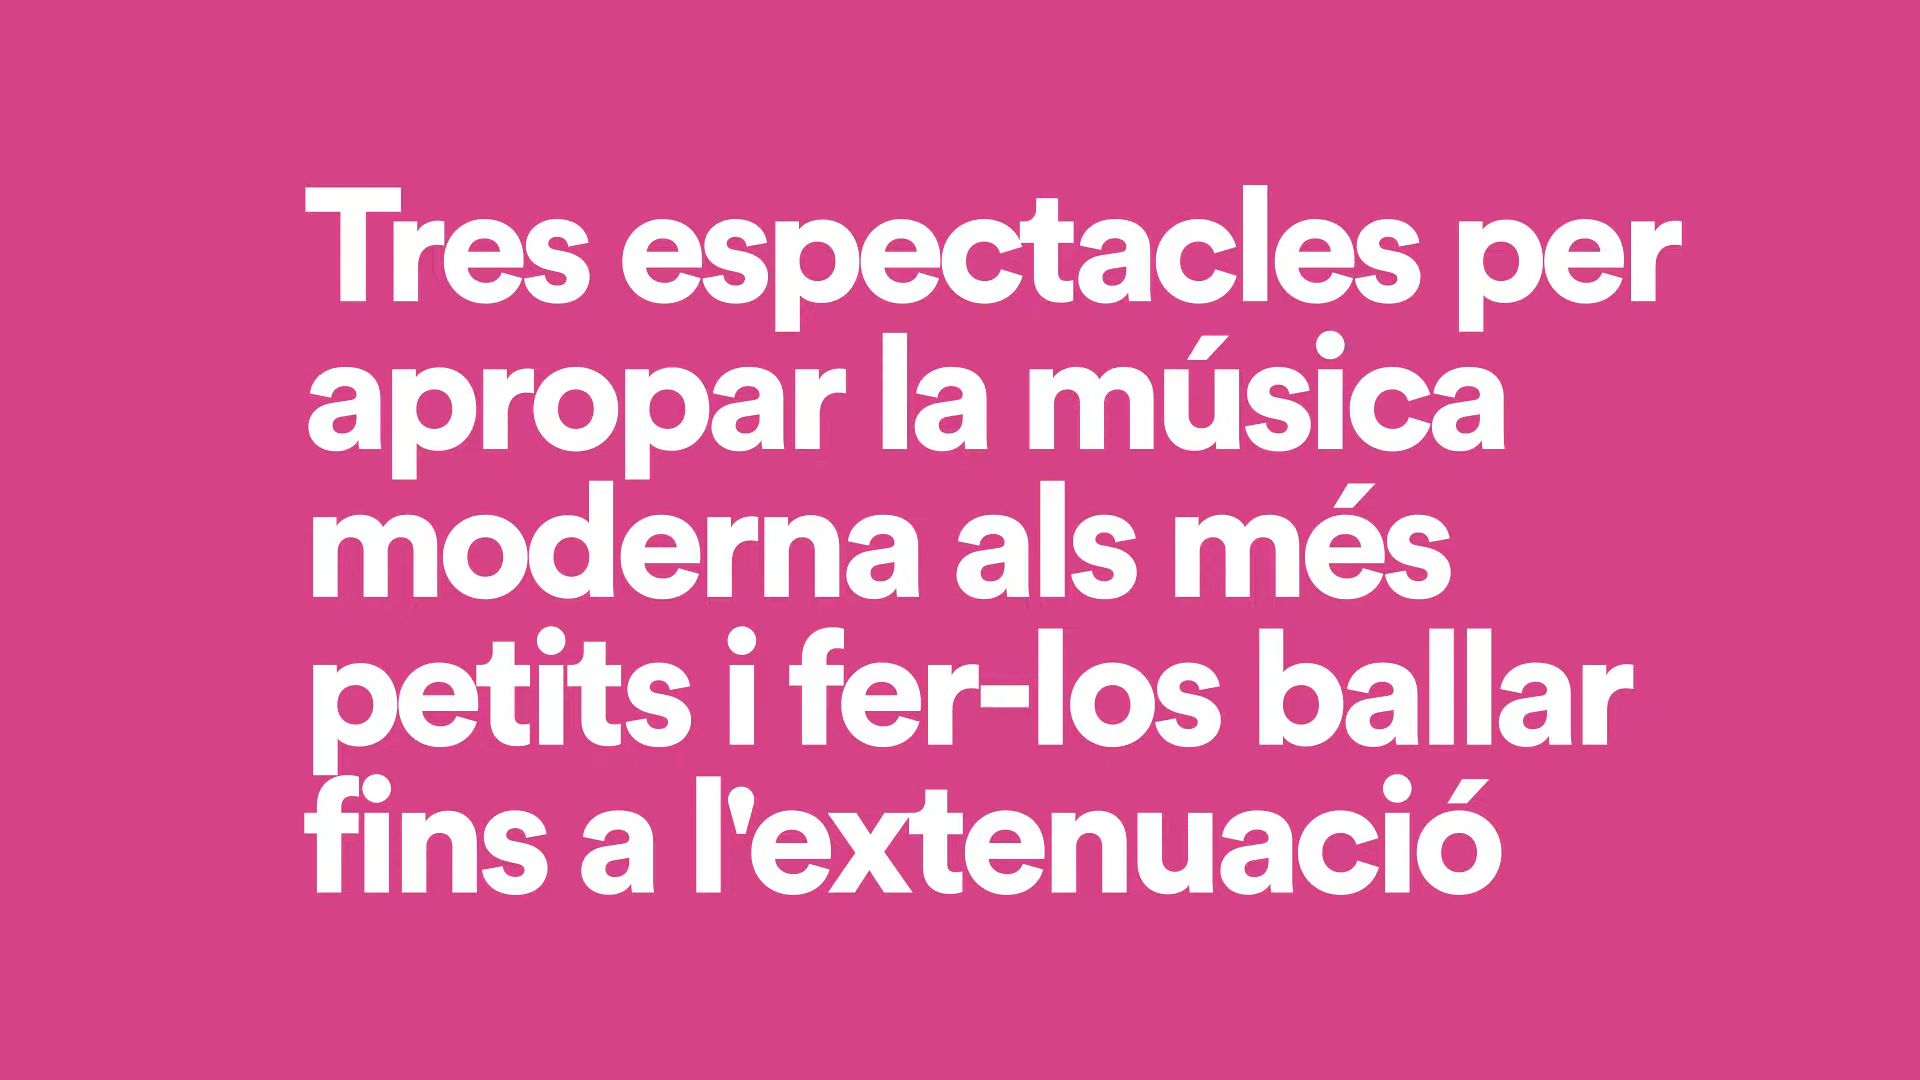 Tres espectacles per
apropar la música
moderna als més
petits i fer-los ballar
fins a l'extenuació